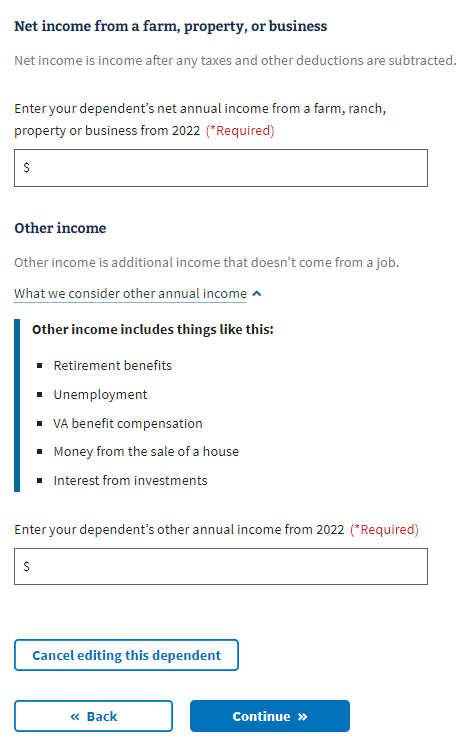 Net income from a farm, property, or business
Net income is income after any taxes and other deductions are subtracted.
Enter your dependent’s net annual income from a farm, ranch,
property or business from 2022 (*Required)
$
Other income
Other income is additional income that doesn’t come from a job.
What we consider other annual income
Other income includes things like this:
▪ Retirement benefits
▪ Unemployment
▪ VA benefit compensation
▪ Money from the sale of a house
▪ Interest from investments
Enter your dependent’s other annual income from 2022 (*Required)
$
Cancel editing this dependent
« Back
Continue »